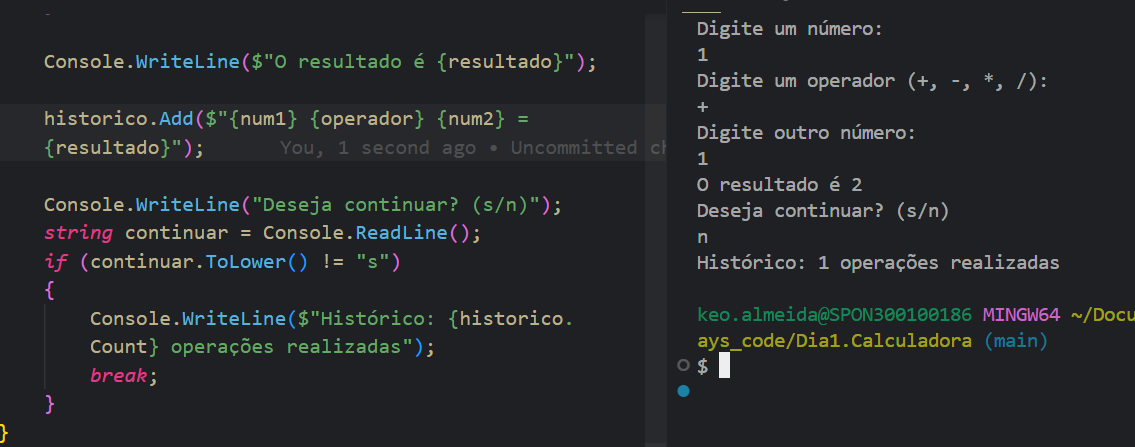 Console.WriteLine($"O resultado é {resultado}");
historico.Add($"{num1} {operador} {num2} =
{resultado}");    You, 1 second ago • Uncommitted ch
Console.WriteLine("Deseja continuar? (s/n)");
string continuar = Console.ReadLine();
if (continuar.ToLower() != "s")
{
Console.WriteLine($"Histórico: {historico.
Count} operações realizadas");
break;
}
}
Digite um número:
1
Digite um operador (+, -, *, /):
+
Digite outro número:
1
O resultado é 2
Deseja continuar? (s/n)
n
Histórico: 1 operações realizadas
keo.almeida@SPON300100186 MINGW64 ~/Docu
ays_code/Dia1.Calculadora (main)
$